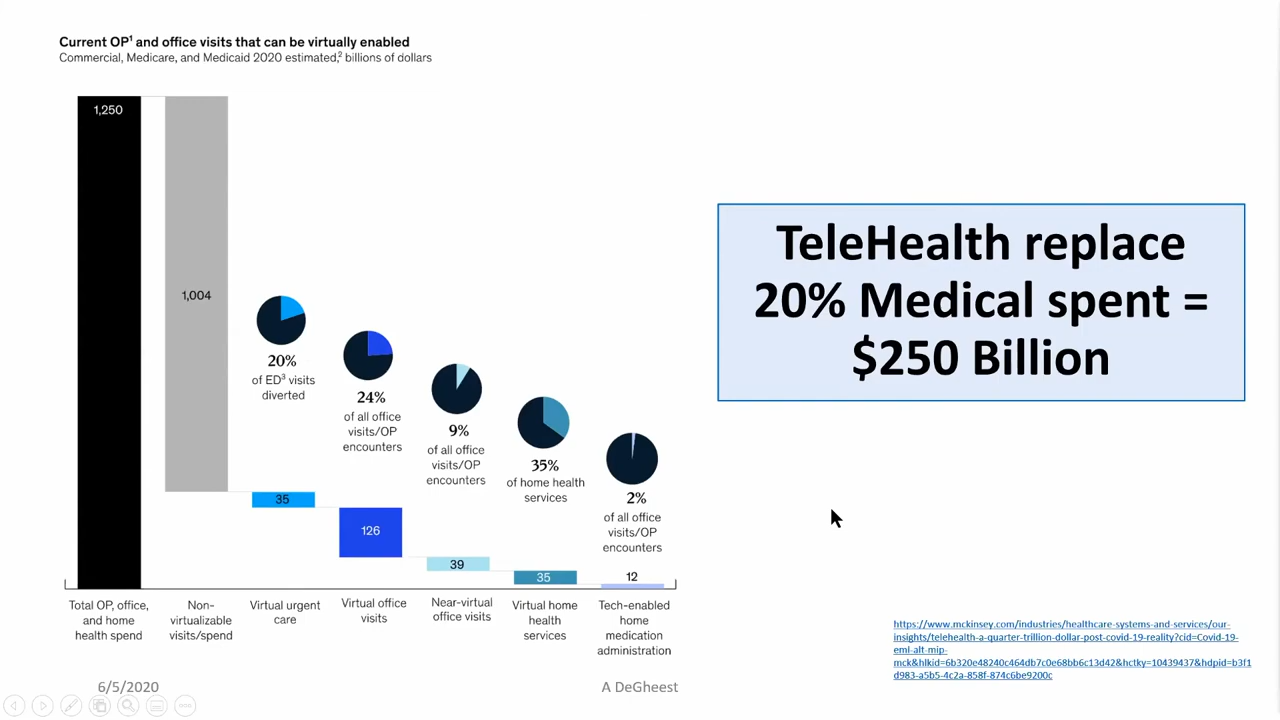 Current OP¹ and office visits that can be virtually enabled
Commercial, Medicare, and Medicaid 2020 estimated,² billions of dollars
1,250
1,004
20%
of ED³ visits
diverted
24%
of all office
visits/OP
encounters
9%
of all office
visits/OP
encounters
35%
of home health
services
2%
of all office
visits/OP
encounters
35
126
39
35
12
Total OP, office,
and home
health spend
Non-
virtualizable
visits/spend
Virtual urgent
care
Virtual office
visits
Near-virtual
office visits
Virtual home
health
services
Tech-enabled
home
medication
administration
TeleHealth replace
20% Medical spent =
$250 Billion
https://www.mckinsey.com/industries/healthcare-systems-and-services/our-
insights/telehealth-a-quarter-trillion-dollar-post-covid-19-reality?cid=Covid-19-
eml-alt-mip-
mck&hlkid=6b320e48240c464db7c0e68bb6c13d42&hctky=10439437&hdpid=b3f1
d983-a5b5-4c2a-858f-874c6be9200c
6/5/2020
A DeGheest